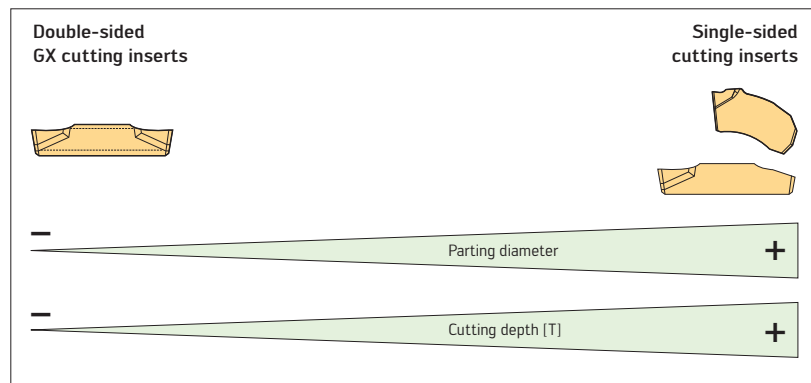 Double-sided
GX cutting inserts
Single-sided
cutting inserts
−
Parting diameter
+
−
Cutting depth [T]
+